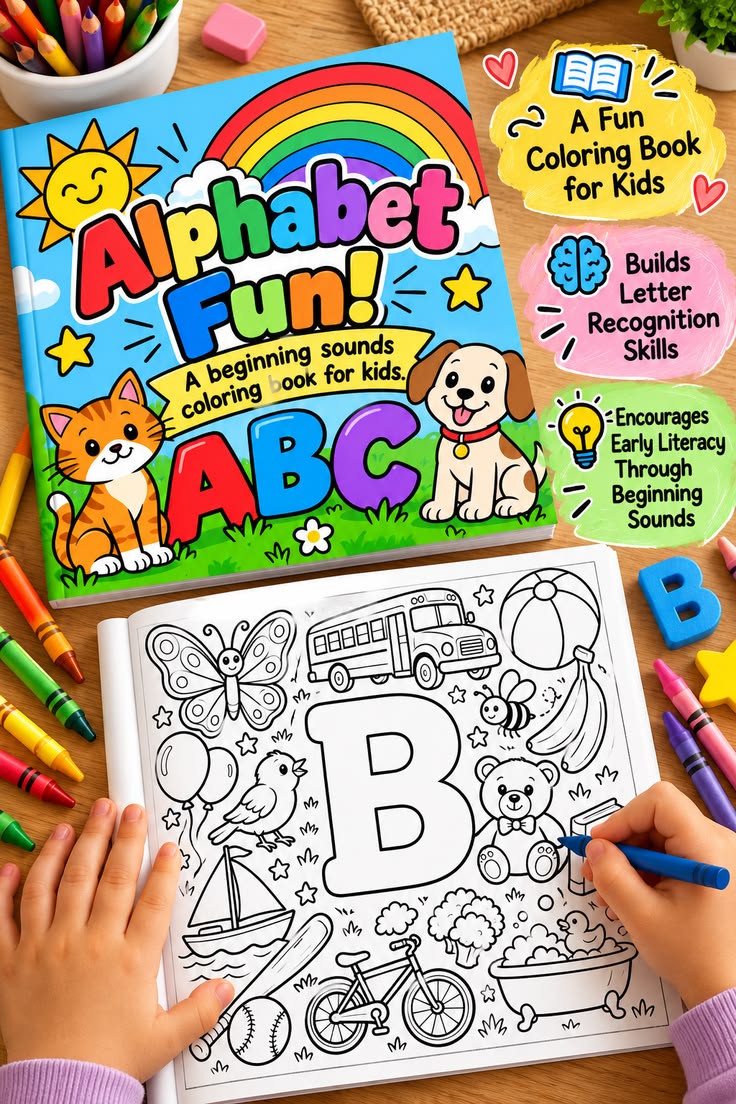 Alphabet
Fun!
A beginning sounds
coloring book for kids.
ABC
A Fun
Coloring Book
for Kids
Builds
Letter
Recognition
Skills
Encourages
Early Literacy
Through
Beginning
Sounds
B
B